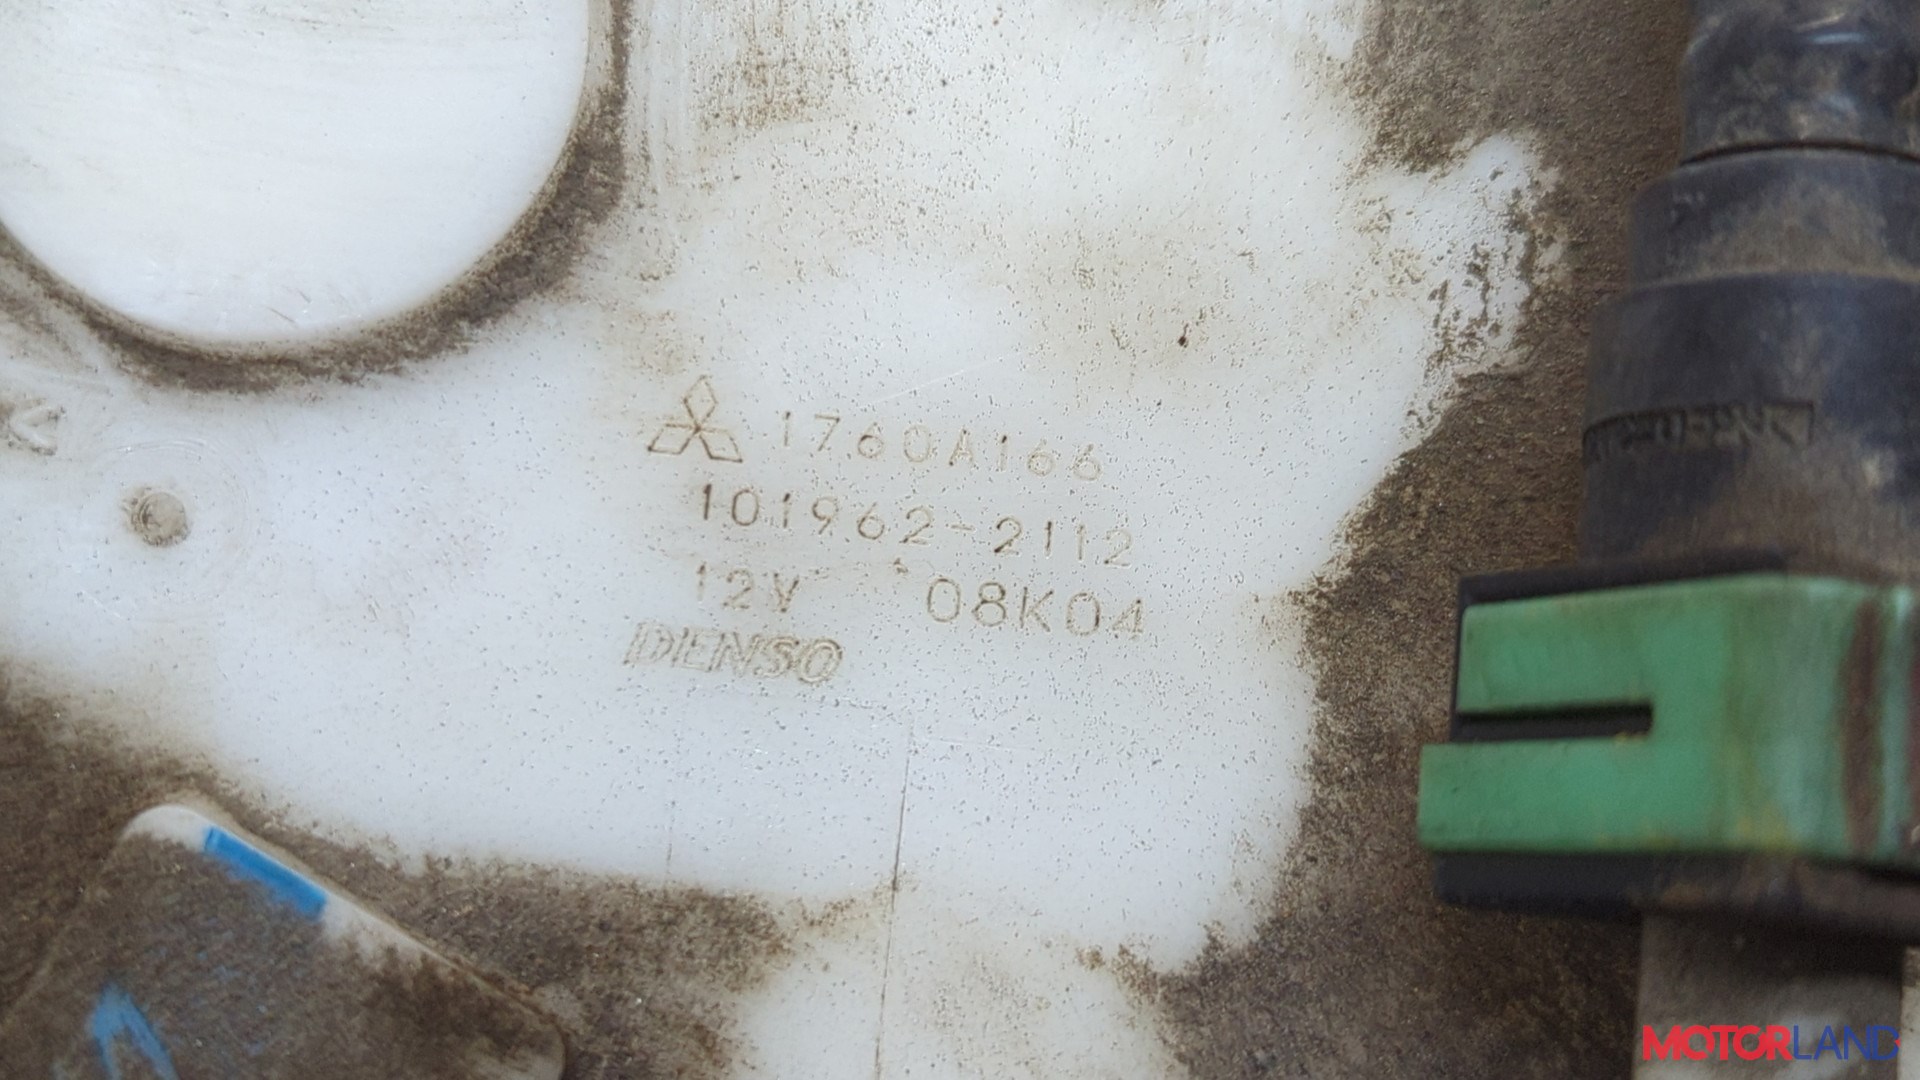 1760A166
101962-2112
12V 08K04
DENSO
MOTORLAND